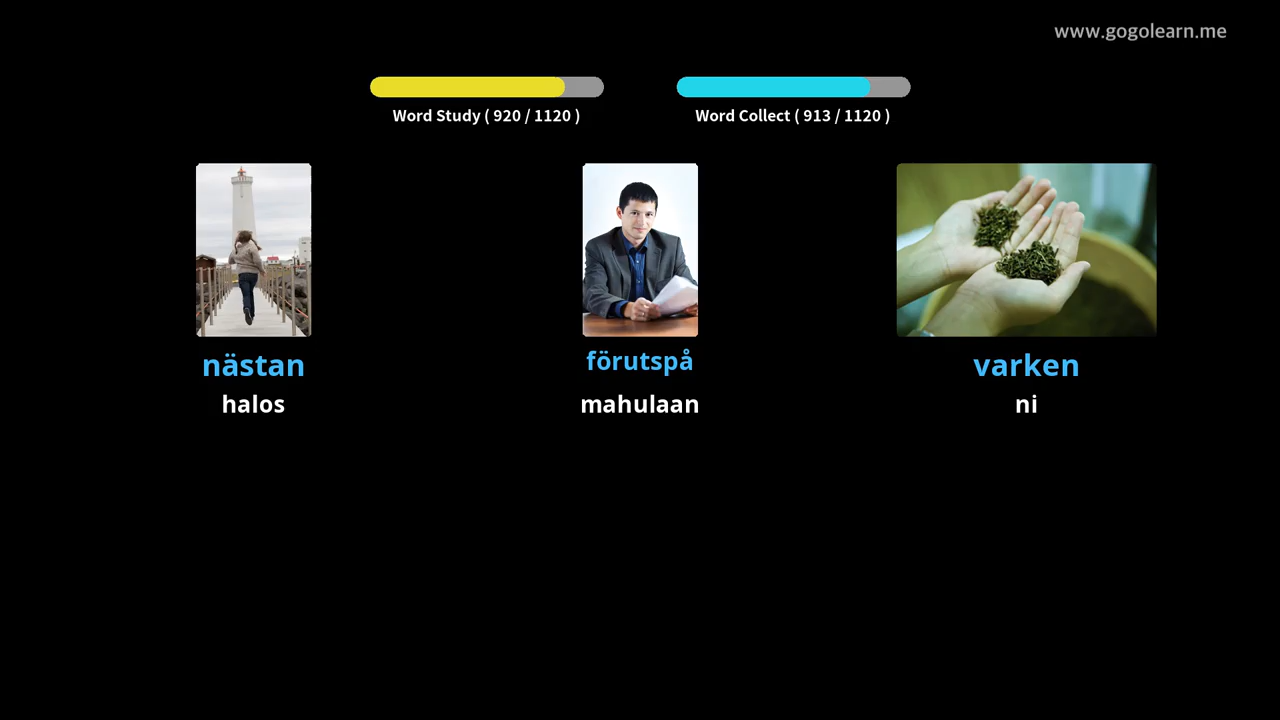 www.gogolearn.me
Word Study ( 920 / 1120 )
Word Collect ( 913 / 1120 )
nästan
halos
förutspå
mahulaan
varken
ni